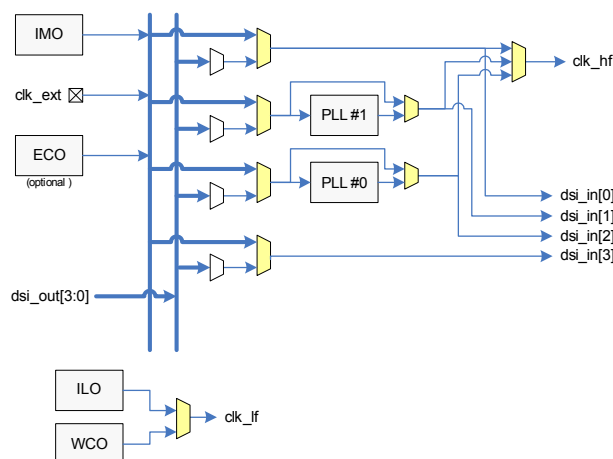 IMO
clk_ext
ECO
(optional )
dsi_out[3:0]
PLL #1
PLL #0
clk_hf
dsi_in[0]
dsi_in[1]
dsi_in[2]
dsi_in[3]
ILO
WCO
clk_lf